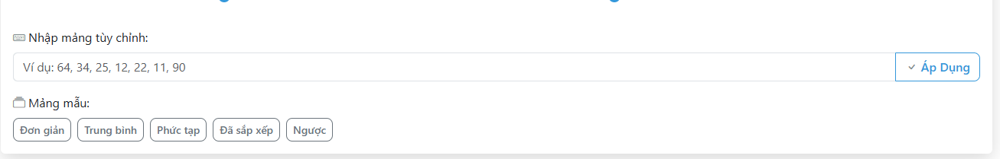 Nhập mảng tùy chỉnh:
Ví dụ: 64, 34, 25, 12, 22, 11, 90
Áp Dụng
Mảng mẫu:
Đơn giản Trung bình Phức tạp Đã sắp xếp Ngược